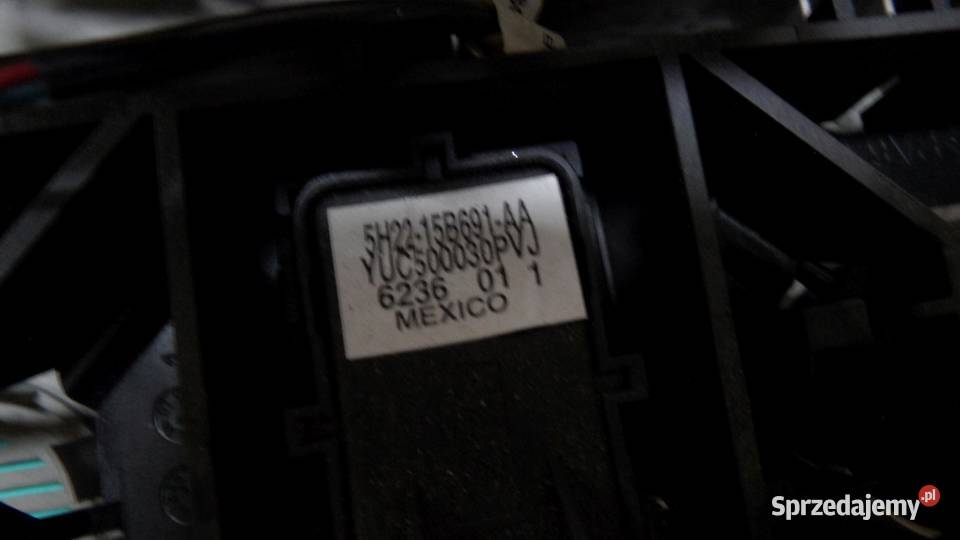 5H22-15B691-AA
YUC500030PVJ
6236 01 1
MEXICO
Sprzedajemy.pl